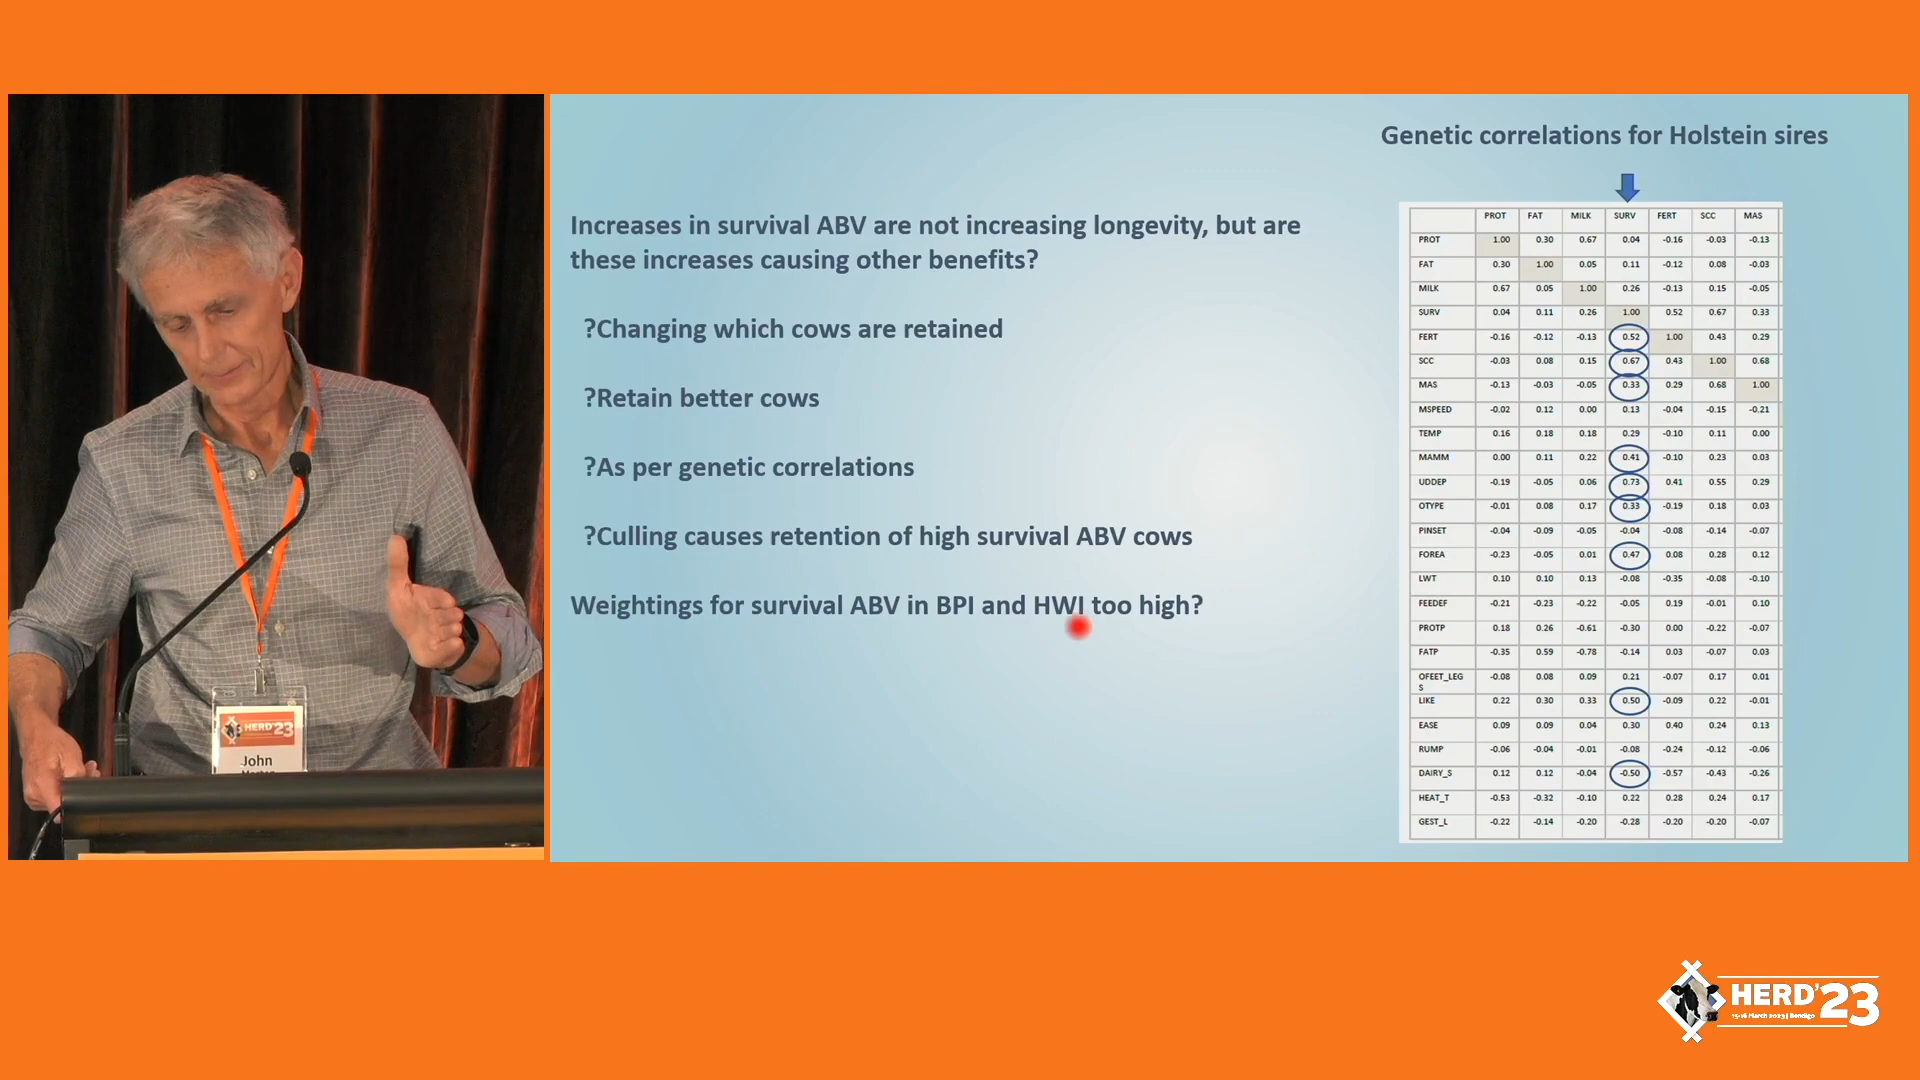 Genetic correlations for Holstein sires
Increases in survival ABV are not increasing longevity, but are
these increases causing other benefits?
?Changing which cows are retained
?Retain better cows
?As per genetic correlations
?Culling causes retention of high survival ABV cows
Weightings for survival ABV in BPI and HWI too high?
PROT FAT MILK SURV FERT SCC MAS
PROT 1.00 0.30 0.67 0.04 -0.16 -0.03 -0.13
FAT 0.30 1.00 0.05 0.11 -0.12 0.08 -0.03
MILK 0.67 0.05 1.00 0.26 -0.13 0.15 -0.05
SURV 0.04 0.11 0.26 1.00 0.52 0.67 0.33
FERT -0.16 -0.12 -0.13 0.52 1.00 0.43 0.29
SCC -0.03 0.08 0.15 0.67 0.43 1.00 0.68
MAS -0.13 -0.03 -0.05 0.33 0.29 0.68 1.00
MSPEED -0.02 0.12 0.00 0.13 -0.04 -0.15 -0.21
TEMP 0.16 0.18 0.18 0.29 -0.10 0.11 0.00
MAMM 0.00 0.11 0.22 0.41 -0.10 0.23 0.03
UDDEP -0.19 -0.05 0.06 0.73 0.41 0.55 0.29
OTYPE -0.01 0.08 0.17 0.33 -0.19 0.18 0.03
PINSET -0.04 -0.09 -0.05 -0.04 -0.08 -0.14 -0.07
FOREA -0.23 -0.05 0.01 0.47 0.08 0.28 0.12
LWT 0.10 0.10 0.13 -0.08 -0.35 -0.08 -0.10
FEEDEF -0.21 -0.23 -0.22 -0.05 0.19 -0.01 0.10
PROTP 0.18 0.26 -0.61 -0.30 0.00 -0.22 -0.07
FATP -0.35 0.59 -0.78 -0.14 0.03 -0.07 0.03
OFEET_LEG -0.08 0.08 0.09 0.21 -0.07 0.17 0.01
S
LIKE 0.22 0.30 0.33 0.50 -0.09 0.22 -0.01
EASE 0.09 0.09 0.04 0.30 0.40 0.24 0.13
RUMP -0.06 -0.04 -0.01 -0.08 -0.24 -0.12 -0.06
DAIRY_S 0.12 0.12 -0.04 -0.50 -0.57 -0.43 -0.26
HEAT_T -0.53 -0.32 -0.10 0.22 0.28 0.24 0.17
GEST_L -0.22 -0.14 -0.20 -0.28 -0.20 -0.20 -0.07
HERD'23
John
HERD'23
15-16 March 2023 | Bendigo